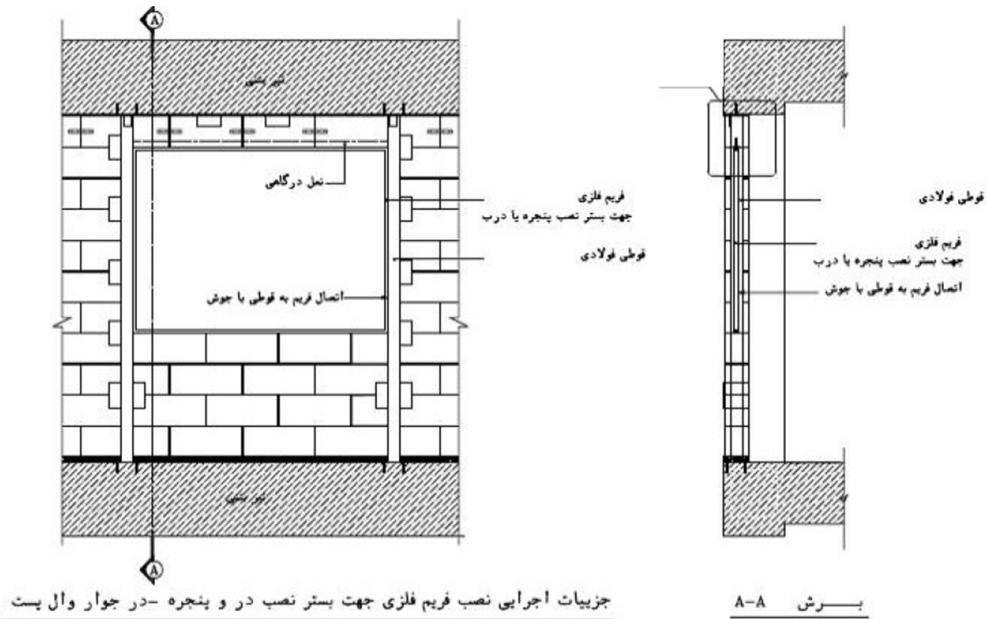 A
تیر بتنی
نعل درگاهی
فریم فلزی
جهت بستر نصب پنجره یا درب
قوطی فولادی
اتصال فریم به قوطی با جوش
تیر بتنی
A
جزییات اجرایی نصب فریم فلزی جهت بستر نصب در و پنجره -در جوار وال پست
قوطی فولادی
فریم فلزی
جهت بستر نصب پنجره یا درب
اتصال فریم به قوطی با جوش
برش A-A